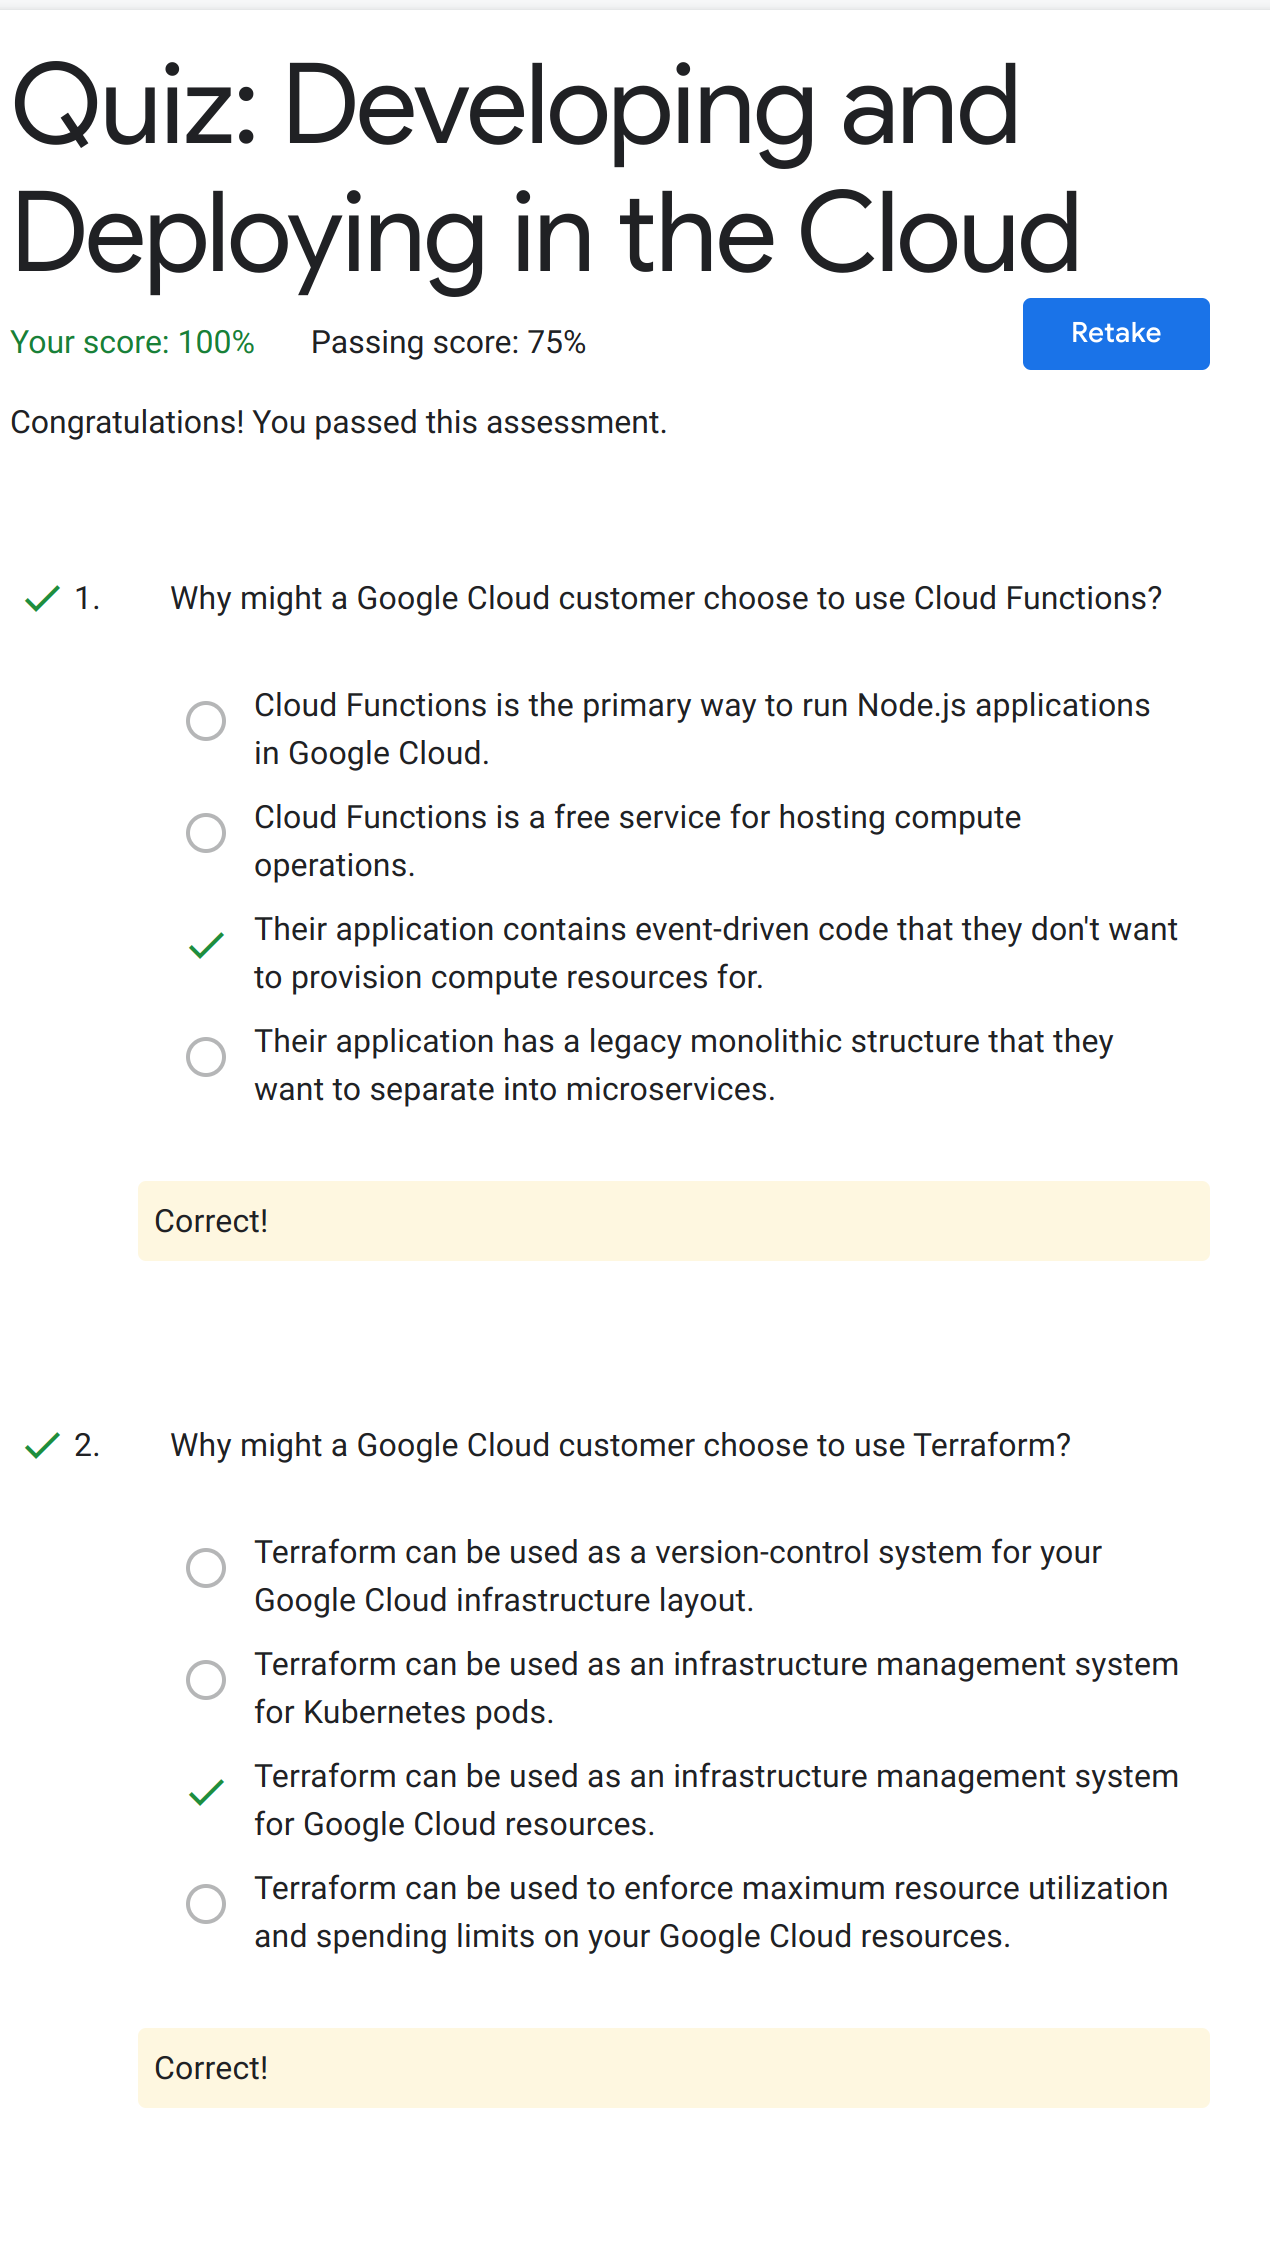 Quiz: Developing and
Deploying in the Cloud
Your score: 100% Passing score: 75%
Retake
Congratulations! You passed this assessment.
1. Why might a Google Cloud customer choose to use Cloud Functions?
Cloud Functions is the primary way to run Node.js applications
in Google Cloud.
Cloud Functions is a free service for hosting compute
operations.
Their application contains event-driven code that they don't want
to provision compute resources for.
Their application has a legacy monolithic structure that they
want to separate into microservices.
Correct!
2. Why might a Google Cloud customer choose to use Terraform?
Terraform can be used as a version-control system for your
Google Cloud infrastructure layout.
Terraform can be used as an infrastructure management system
for Kubernetes pods.
Terraform can be used as an infrastructure management system
for Google Cloud resources.
Terraform can be used to enforce maximum resource utilization
and spending limits on your Google Cloud resources.
Correct!